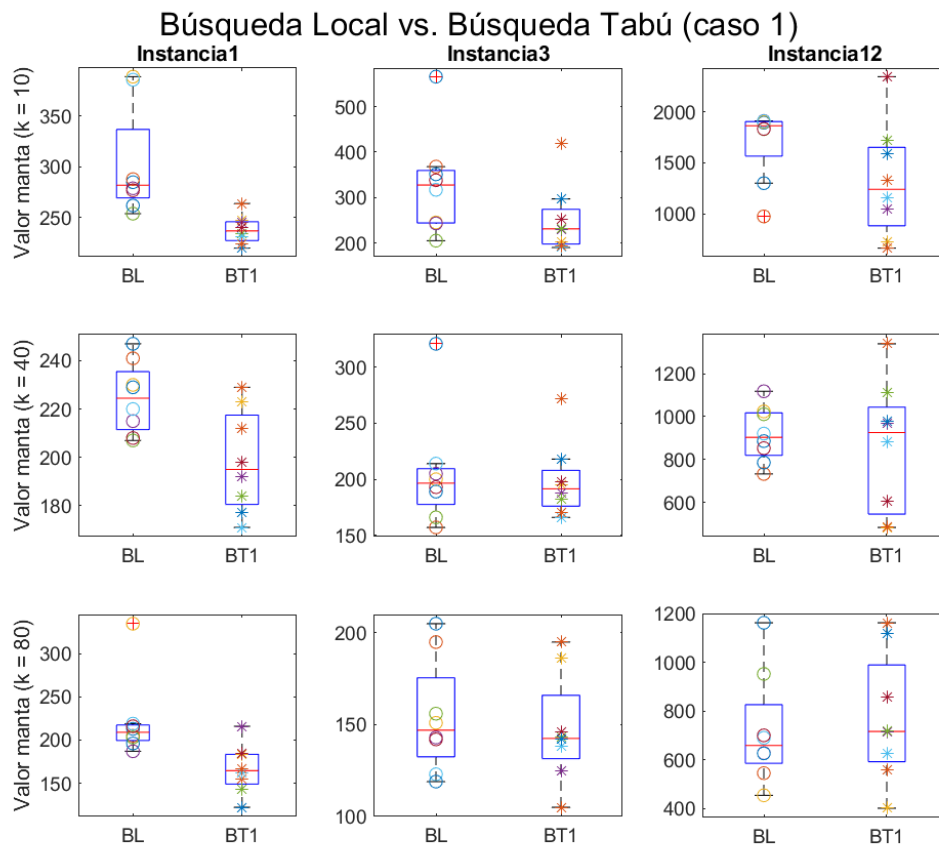 Búsqueda Local vs. Búsqueda Tabú (caso 1)
Instancia1
Instancia3
Instancia12
Valor manta (k = 10)
350
300
250
BL
BT1
500
400
300
200
BL
BT1
2000
1500
1000
BL
BT1
Valor manta (k = 40)
240
220
200
180
BL
BT1
300
250
200
150
BL
BT1
1200
1000
800
600
BL
BT1
Valor manta (k = 80)
300
250
200
150
BL
BT1
200
150
100
BL
BT1
1200
1000
800
600
400
BL
BT1